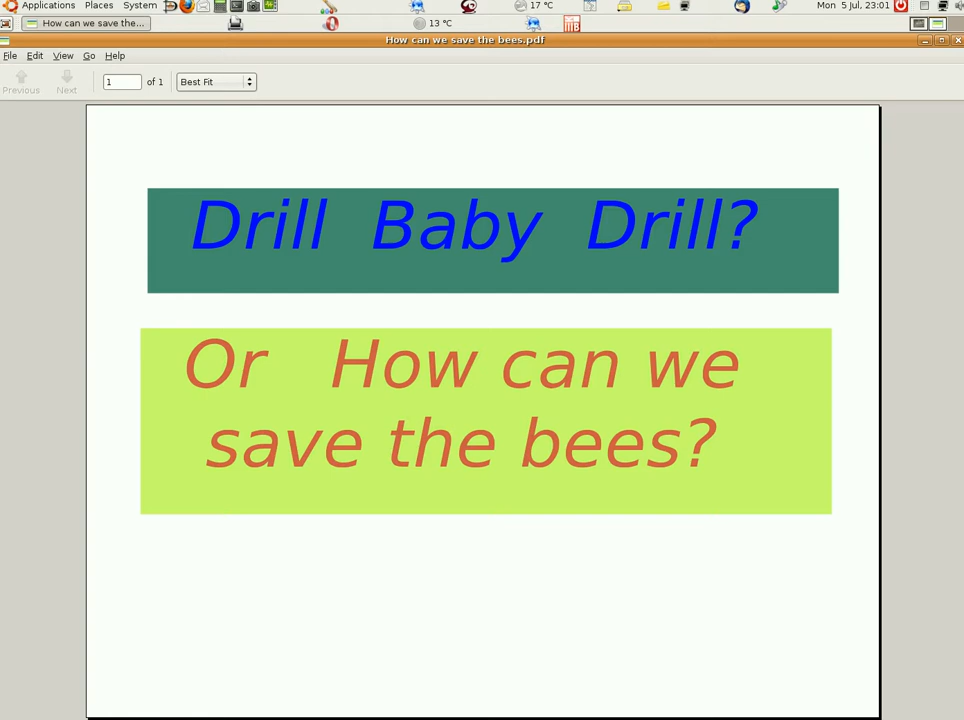 Applications Places System 17 °C Mon 5 Jul, 23:01
How can we save the... 13 °C
How can we save the bees.pdf
File Edit View Go Help
1 of 1 Best Fit
Previous Next
Drill Baby Drill?
Or How can we
save the bees?